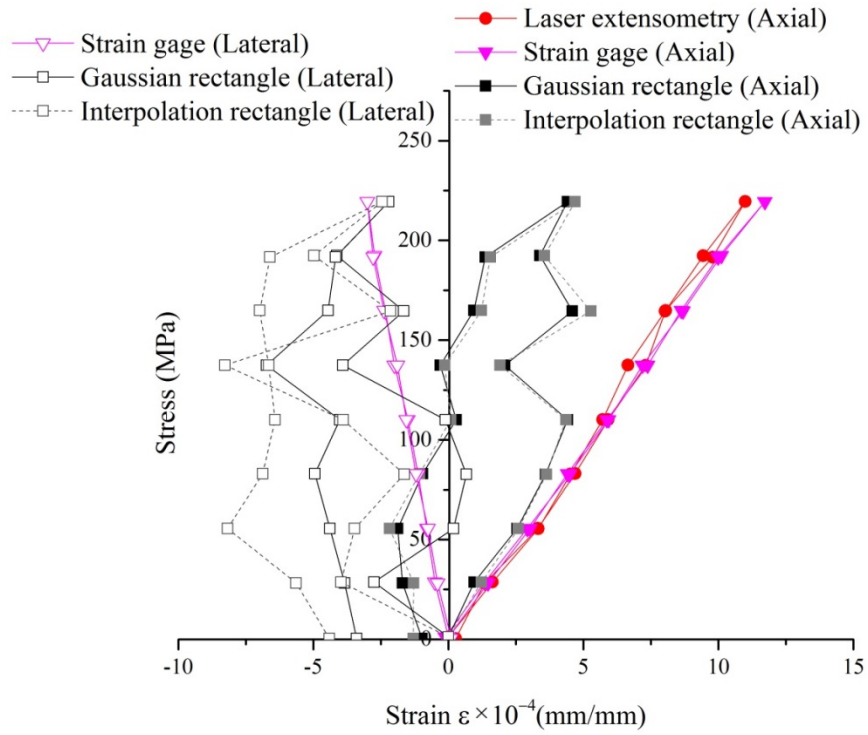 Strain gage (Lateral)
Gaussian rectangle (Lateral)
Interpolation rectangle (Lateral)
Laser extensometry (Axial)
Strain gage (Axial)
Gaussian rectangle (Axial)
Interpolation rectangle (Axial)
250
200
150
100
50
0
Stress (MPa)
-10
-5
0
5
10
15
Strain ε×10⁻⁴(mm/mm)